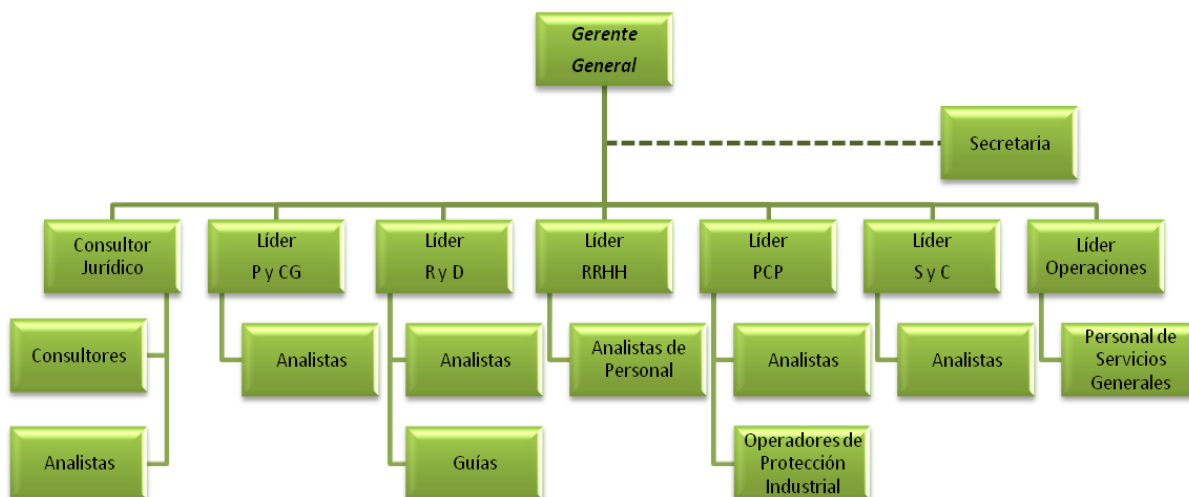 Gerente
General
Secretaria
Consultor
Jurídico
Líder
P y CG
Líder
R y D
Líder
RRHH
Líder
PCP
Líder
S y C
Líder
Operaciones
Consultores
Analistas
Analistas
Analistas de
Personal
Analistas
Analistas
Personal de
Servicios
Generales
Analistas
Guías
Operadores de
Protección
Industrial